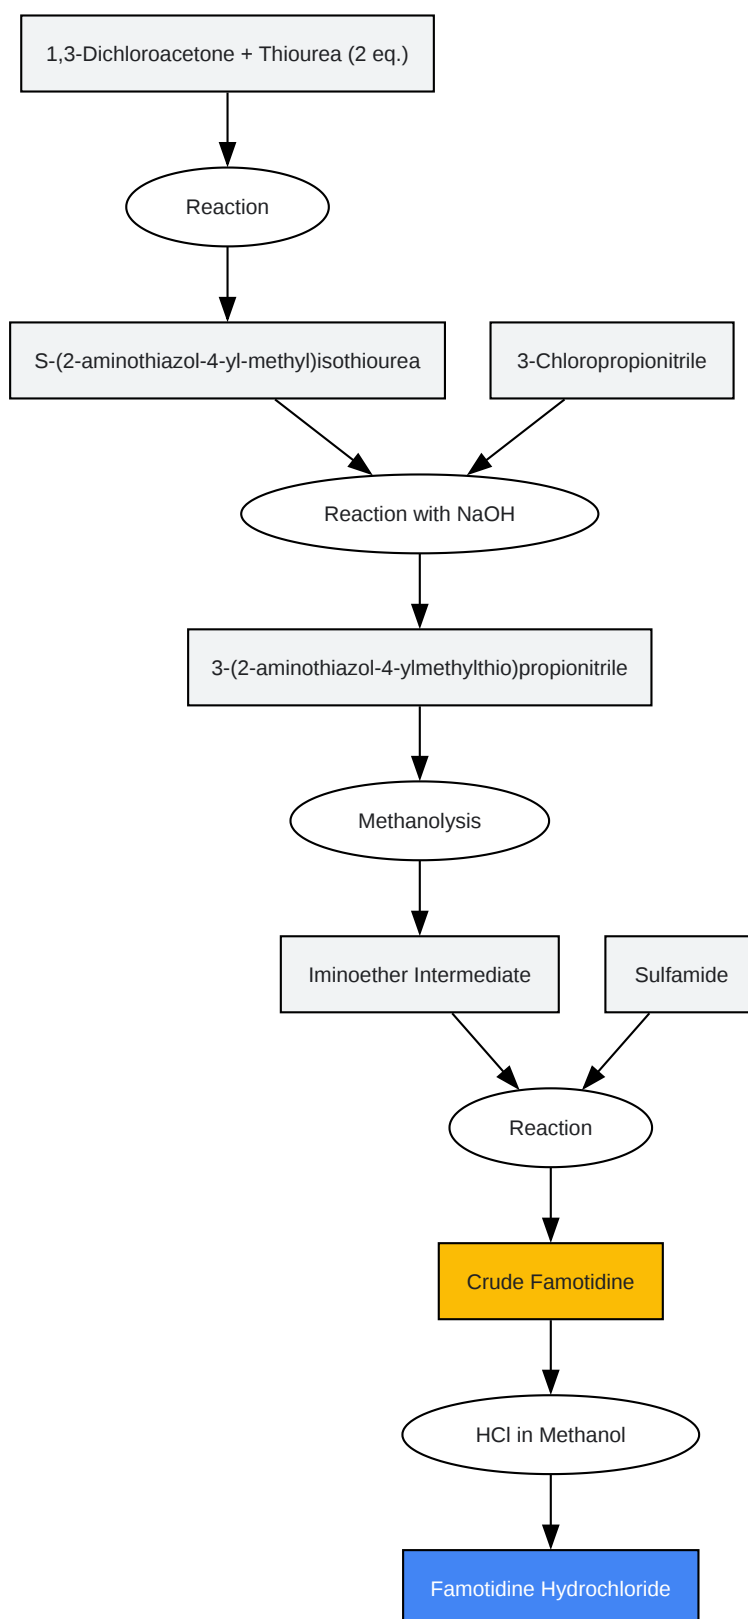 1,3-Dichloroacetone + Thiourea (2 eq.)
Reaction
S-(2-aminothiazol-4-yl-methyl)isothiourea
3-Chloropropionitrile
Reaction with NaOH
3-(2-aminothiazol-4-ylmethylthio)propionitrile
Methanolysis
Iminoether Intermediate
Sulfamide
Reaction
Crude Famotidine
HCl in Methanol
Famotidine Hydrochloride